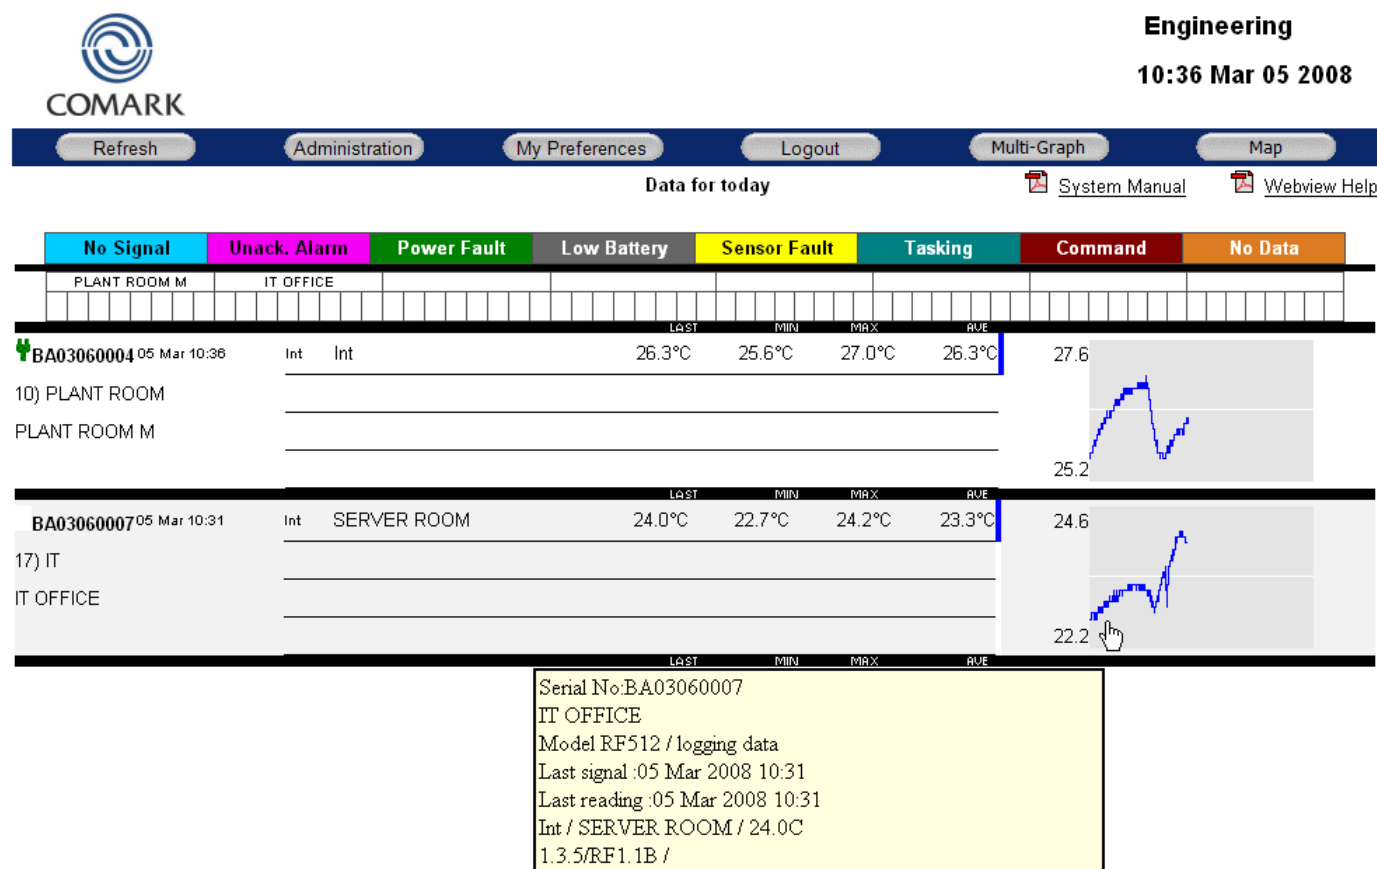 COMARK
Engineering
10:36 Mar 05 2008
Refresh Administration My Preferences Logout Multi-Graph Map
Data for today System Manual Webview Help
No Signal Unack. Alarm Power Fault Low Battery Sensor Fault Tasking Command No Data
PLANT ROOM M IT OFFICE
LAST MIN MAX AVE
BA03060004 05 Mar 10:36 Int Int 26.3°C 25.6°C 27.0°C 26.3°C 27.6
10) PLANT ROOM
PLANT ROOM M
25.2
LAST MIN MAX AVE
BA03060007 05 Mar 10:31 Int SERVER ROOM 24.0°C 22.7°C 24.2°C 23.3°C 24.6
17) IT
IT OFFICE
22.2
LAST MIN MAX AVE
Serial No:BA03060007
IT OFFICE
Model RF512 / logging data
Last signal :05 Mar 2008 10:31
Last reading :05 Mar 2008 10:31
Int / SERVER ROOM / 24.0C
1.3.5/RF1.1B /